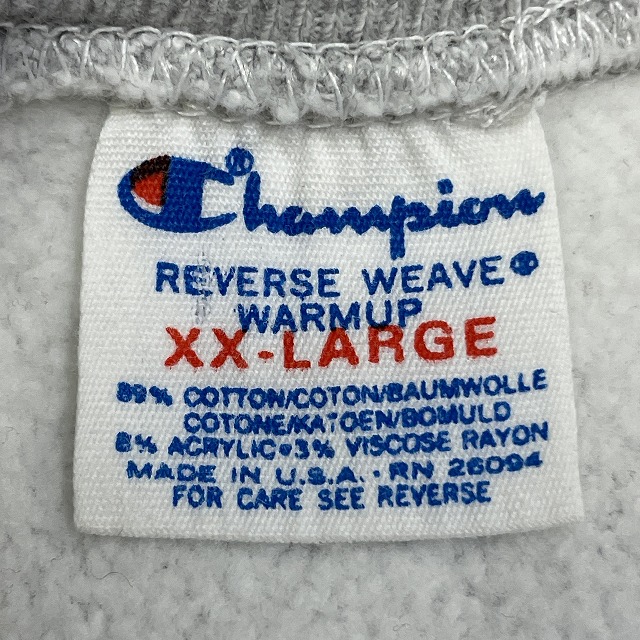 Champion
REVERSE WEAVE®
WARMUP
XX-LARGE
89% COTTON/COTON/BAUMWOLLE
COTONE/KATOEN/BOMULD
8% ACRYLIC•3% VISCOSE RAYON
MADE IN U.S.A. • RN 26094
FOR CARE SEE REVERSE